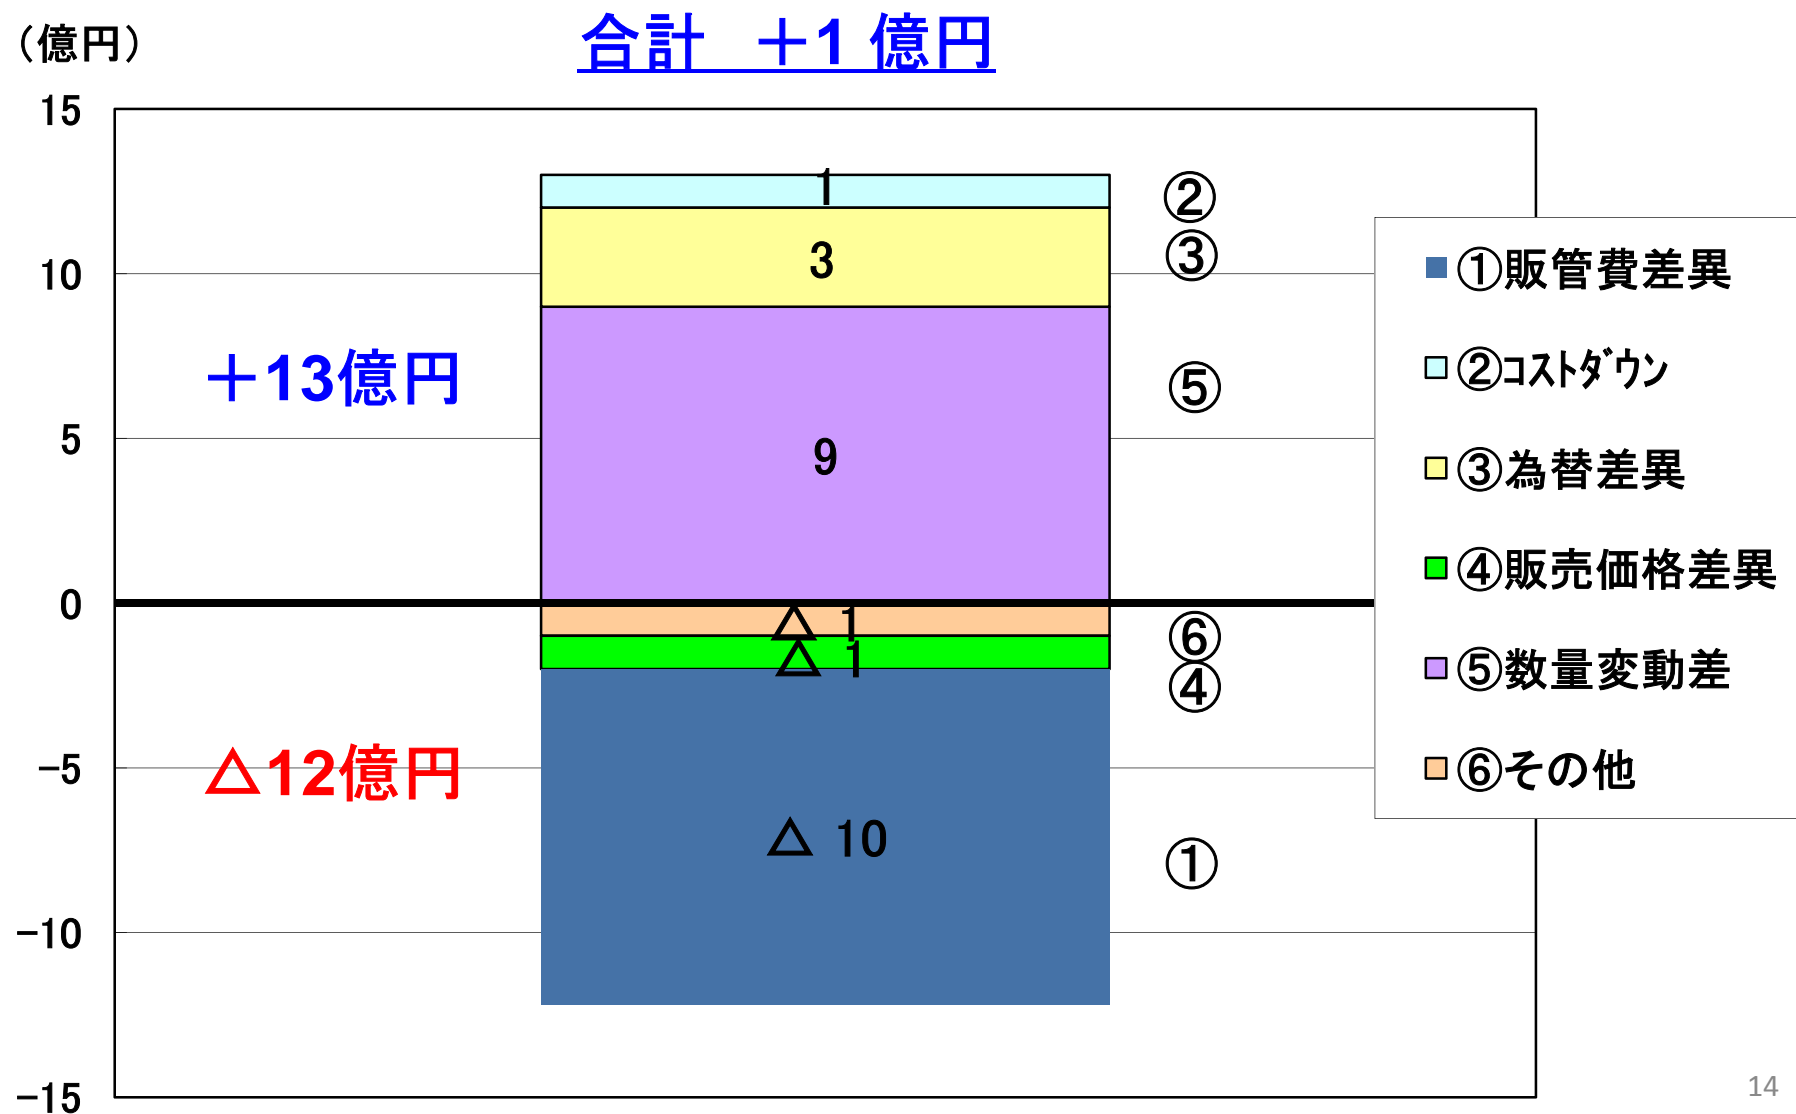 （億円）
合計　＋1 億円
15
10
5
0
-5
-10
-15
＋13億円
△12億円
1
3
9
△ 1
△ 1
△ 10
②
③
⑤
⑥
④
①
①販管費差異
②ｺｽﾄﾀﾞｳﾝ
③為替差異
④販売価格差異
⑤数量変動差
⑥その他
14